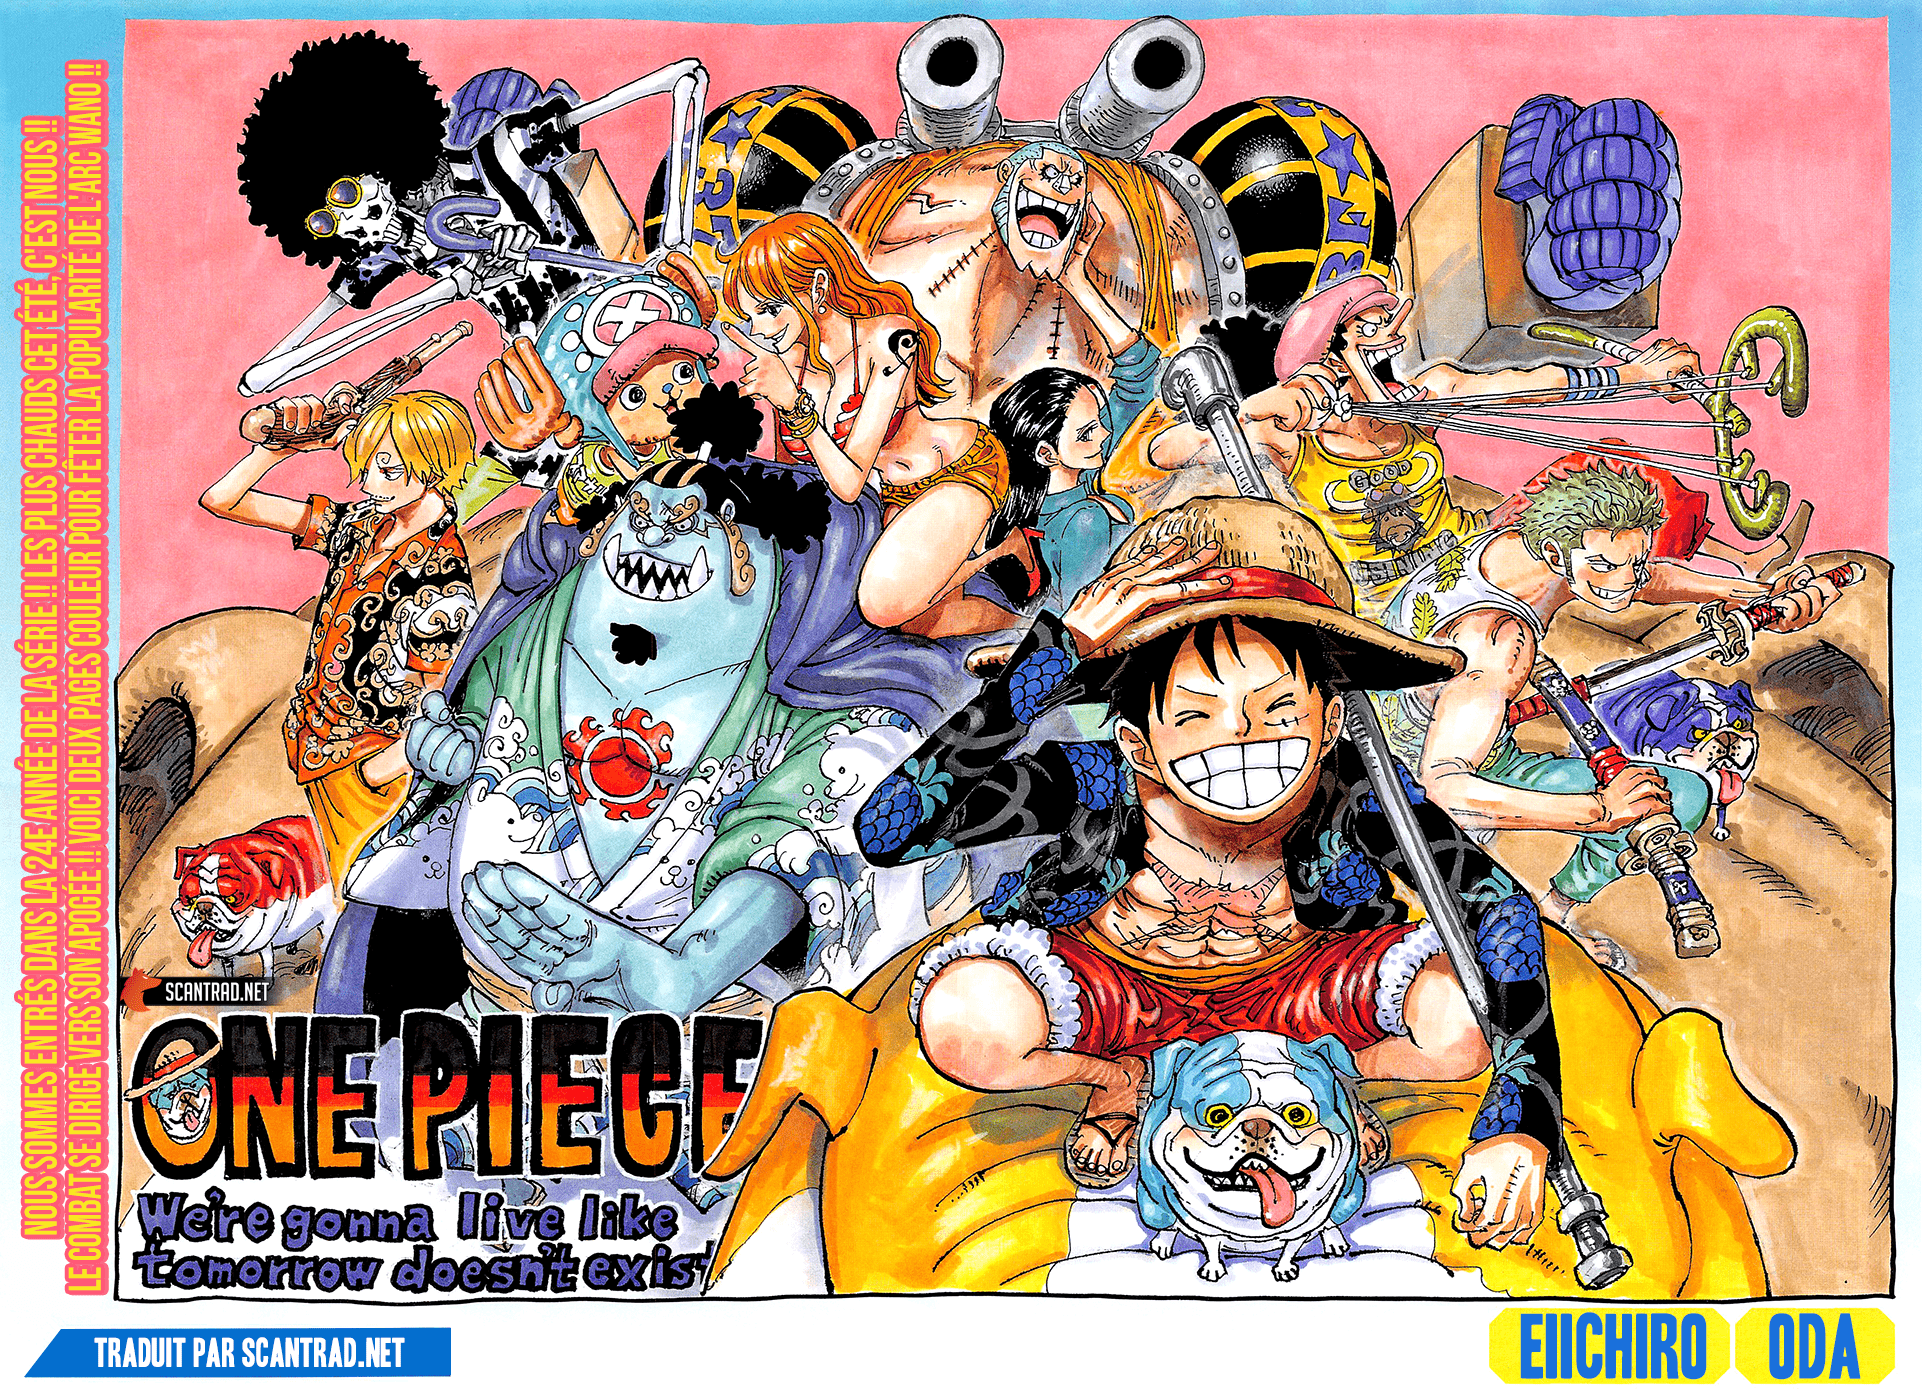 NOUS SOMMES ENTRÉS DANS LA 24E ANNÉE DE LA SÉRIE !! LES PLUS CHAUDS CET ÉTÉ, C'EST NOUS !!
LE COMBAT SE DIRIGE VERS SON APOGÉE !! VOICI DEUX PAGES COULEUR POUR FÊTER LA POPULARITÉ DE L'ARC WANO !!
GOOD
SCANTRAD.NET
ONE PIECE
We're gonna live like
tomorrow doesn't exist
TRADUIT PAR SCANTRAD.NET
EIICHIRO ODA